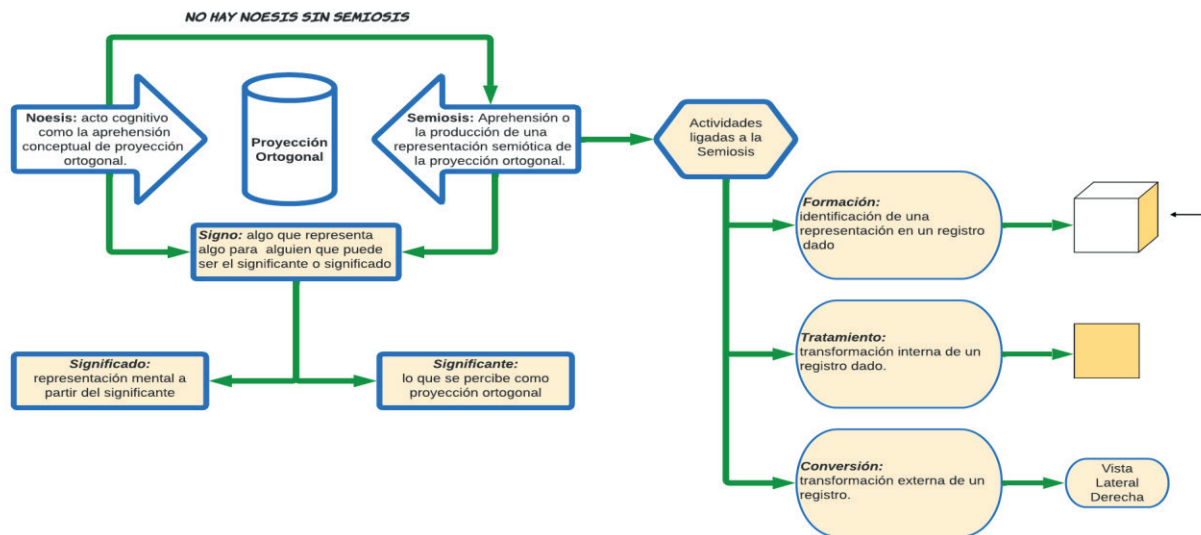 NO HAY NOESIS SIN SEMIOSIS
Noesis: acto cognitivo
como la aprehensión
conceptual de proyección
ortogonal.
Proyección
Ortogonal
Semiosis: Aprehensión o
la producción de una
representación semiótica de
la proyección ortogonal.
Actividades
ligadas a la
Semiosis
Signo: algo que representa
algo para alguien que puede
ser el significante o significado
Significado:
representación mental a
partir del significante
Significante:
lo que se percibe como
proyección ortogonal
Formación:
identificación de una
representación en un registro
dado
Tratamiento:
transformación interna de un
registro dado.
Conversión:
transformación externa de un
registro.
Vista
Lateral
Derecha